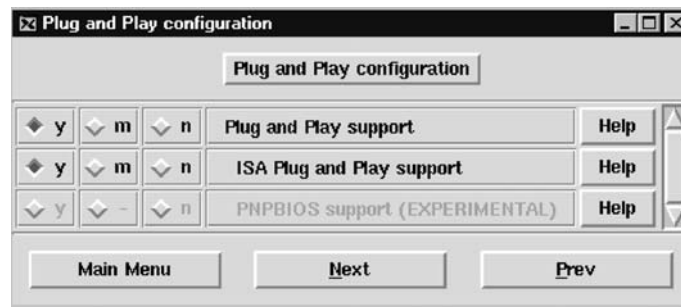 Plug and Play configuration
Plug and Play configuration
y m n Plug and Play support Help
y m n ISA Plug and Play support Help
y - n PNPBIOS support (EXPERIMENTAL) Help
Main Menu Next Prev